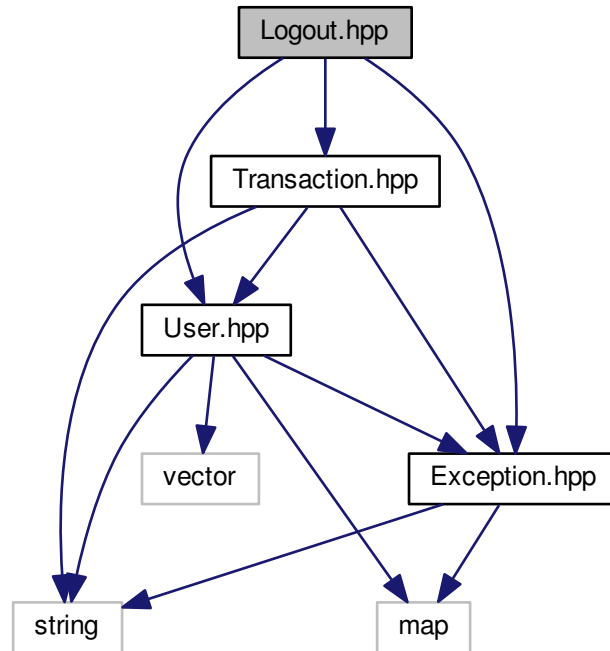 Logout.hpp
Transaction.hpp
User.hpp
vector
Exception.hpp
string
map